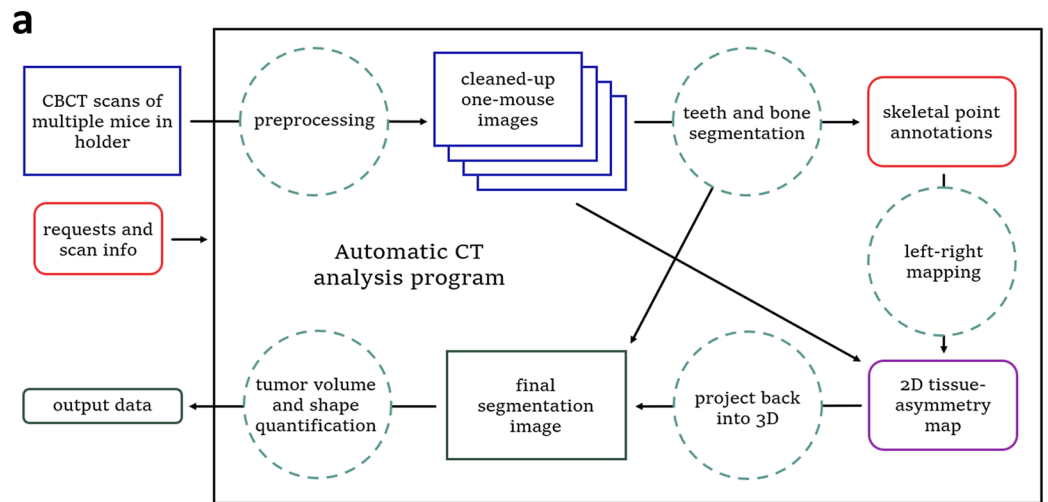 a
CBCT scans of
multiple mice in
holder
preprocessing
cleaned-up
one-mouse
images
teeth and bone
segmentation
skeletal point
annotations
requests and
scan info
Automatic CT
analysis program
left-right
mapping
output data
tumor volume
and shape
quantification
final
segmentation
image
project back
into 3D
2D tissue-
asymmetry
map